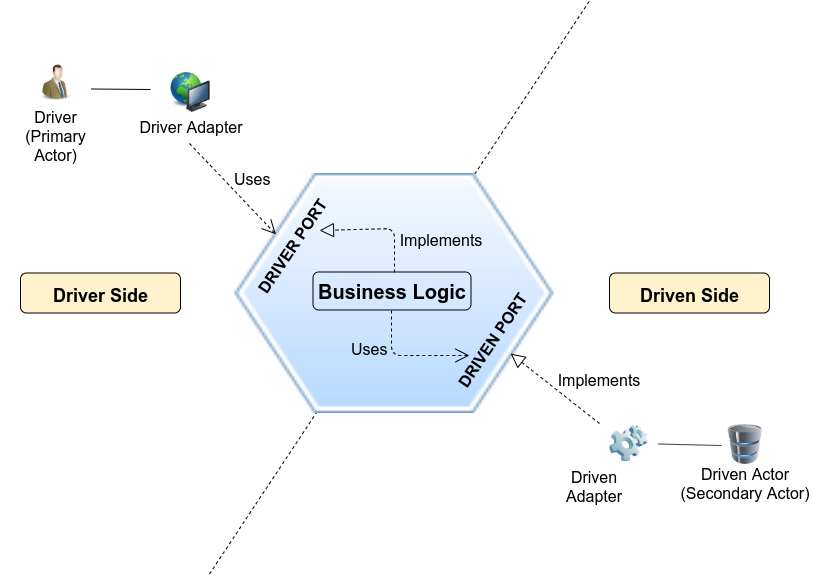 Driver
(Primary
Actor)
Driver Adapter
Uses
DRIVER PORT
Implements
Driver Side
Business Logic
Driven Side
Uses
DRIVEN PORT
Implements
Driven
Adapter
Driven Actor
(Secondary Actor)